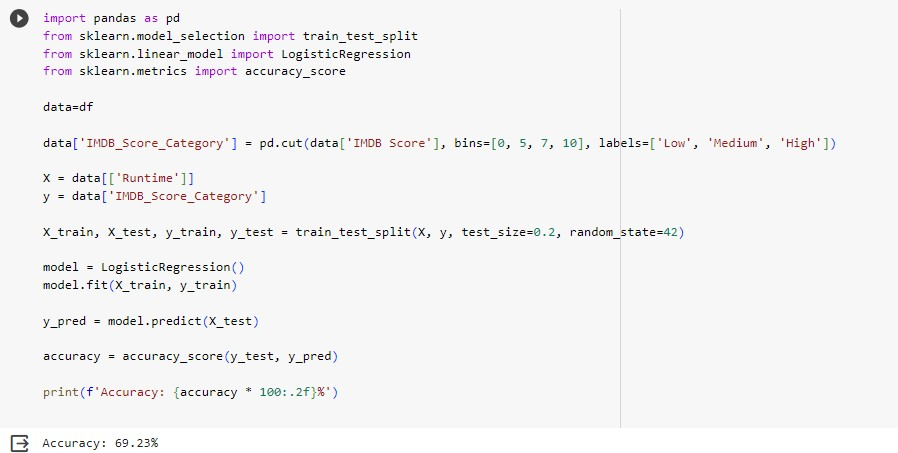 import pandas as pd
from sklearn.model_selection import train_test_split
from sklearn.linear_model import LogisticRegression
from sklearn.metrics import accuracy_score
data=df
data['IMDB_Score_Category'] = pd.cut(data['IMDB Score'], bins=[0, 5, 7, 10], labels=['Low', 'Medium', 'High'])
X = data[['Runtime']]
y = data['IMDB_Score_Category']
X_train, X_test, y_train, y_test = train_test_split(X, y, test_size=0.2, random_state=42)
model = LogisticRegression()
model.fit(X_train, y_train)
y_pred = model.predict(X_test)
accuracy = accuracy_score(y_test, y_pred)
print(f'Accuracy: {accuracy * 100:.2f}%')
Accuracy: 69.23%